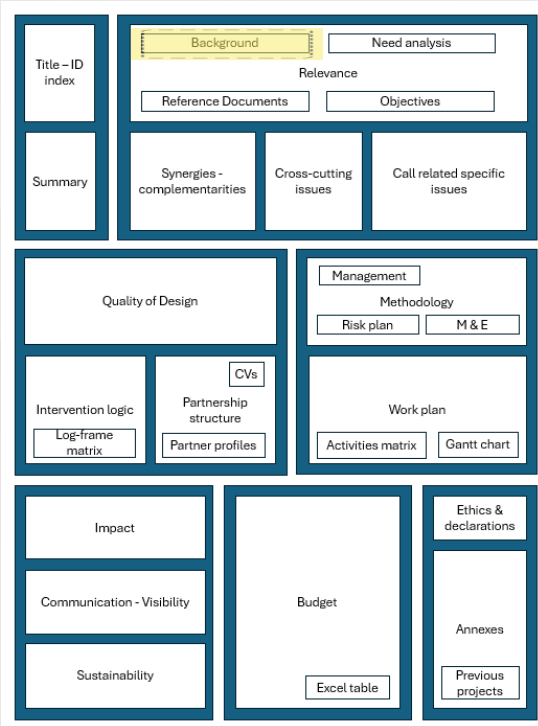 Title – ID
index
Summary
Background
Need analysis
Relevance
Reference Documents
Objectives
Synergies -
complementarities
Cross-cutting
issues
Call related specific
issues
Quality of Design
Intervention logic
Log-frame
matrix
CVs
Partnership
structure
Partner profiles
Management
Methodology
Risk plan
M & E
Work plan
Activities matrix
Gantt chart
Impact
Communication - Visibility
Sustainability
Budget
Excel table
Ethics &
declarations
Annexes
Previous
projects